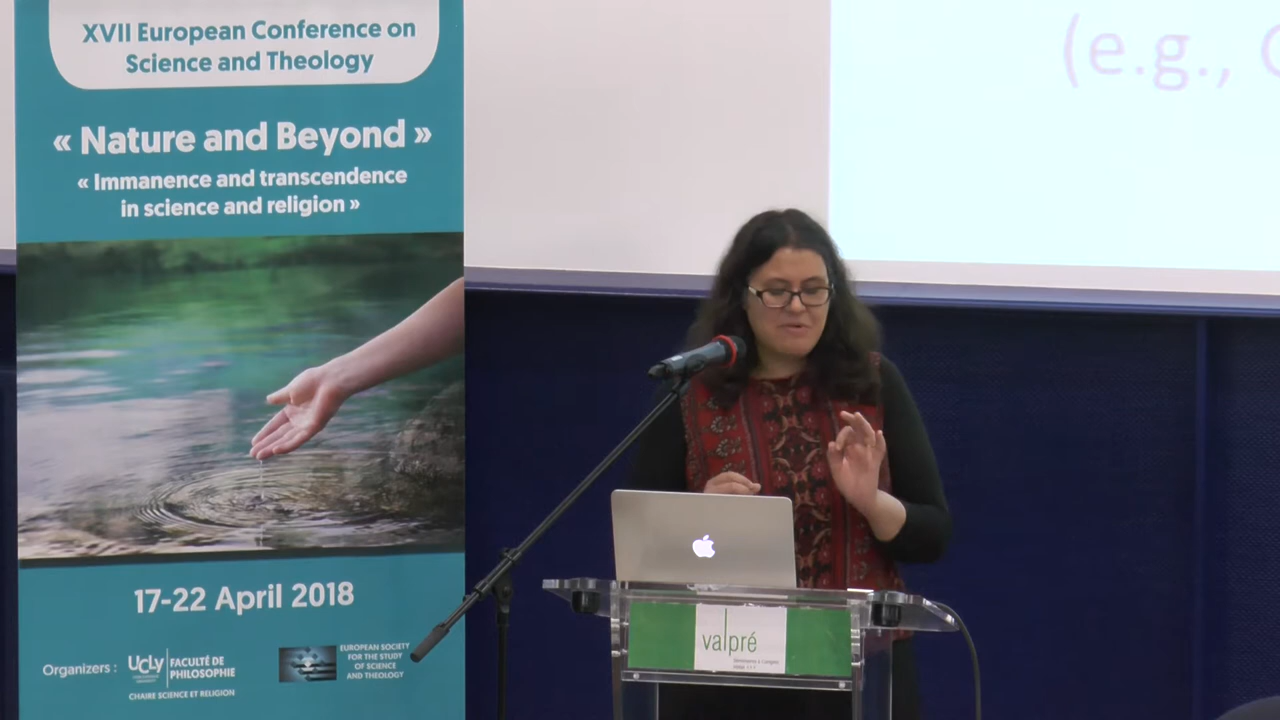 XVII European Conference on
Science and Theology
« Nature and Beyond »
« Immanence and transcendence
in science and religion »
17-22 April 2018
Organizers :
UCLy
FACULTÉ DE
PHILOSOPHIE
CHAIRE SCIENCE ET RELIGION
EUROPEAN SOCIETY
FOR THE STUDY
OF SCIENCE
AND THEOLOGY
(e.g.,
valpré